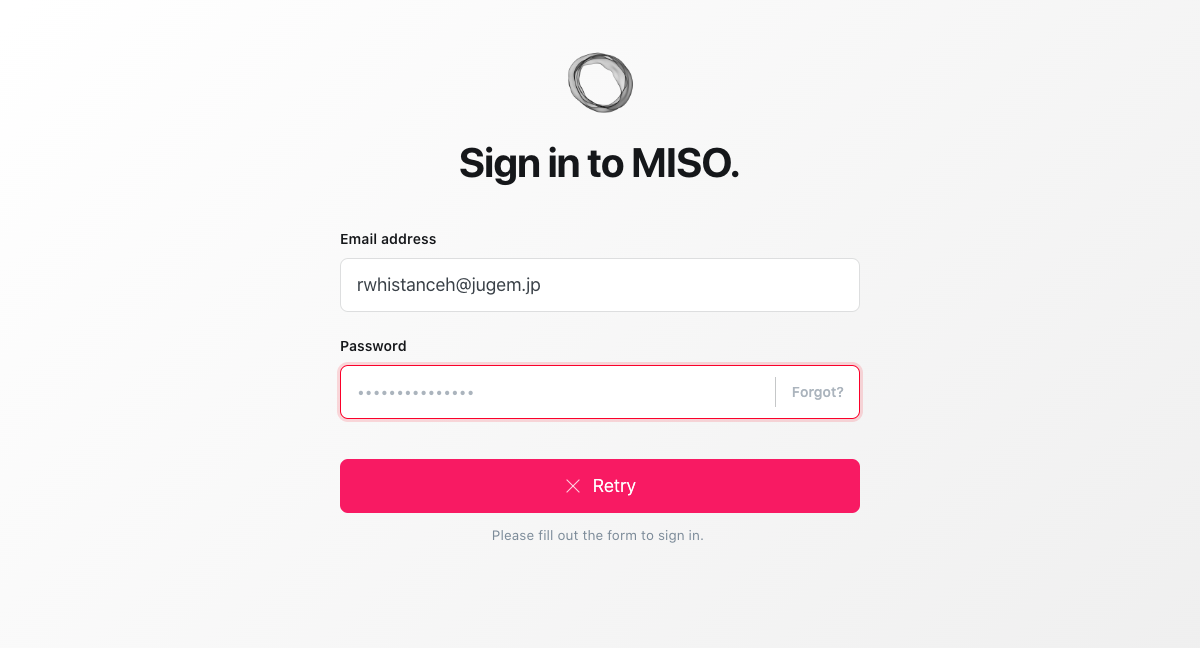 Sign in to MISO.
Email address
rwhistanceh@jugem.jp
Password
••••••••••••••• Forgot?
Retry
Please fill out the form to sign in.